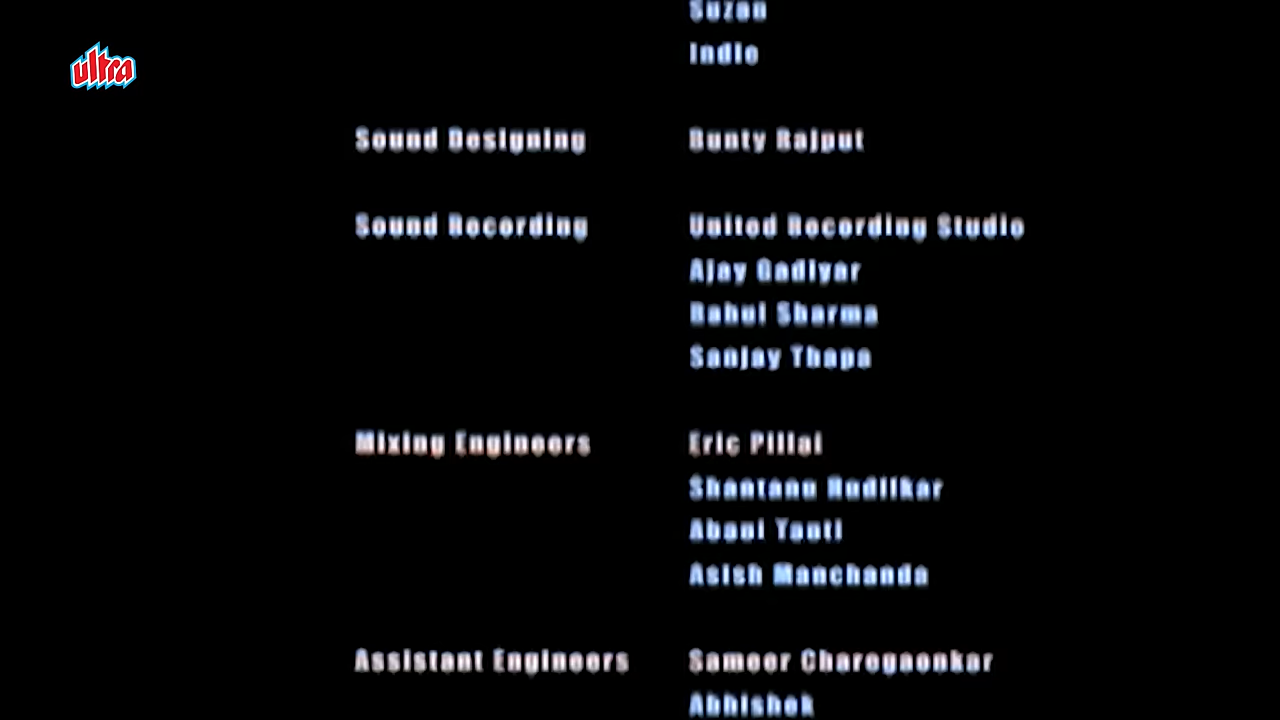 Suzan
Indie
ultra
Sound Designing Bunty Rajput
Sound Recording United Recording Studio
Ajay Gadiyar
Rahul Sharma
Sanjay Thapa
Mixing Engineers Eric Pillai
Shantanu Hudlikar
Abani Tanti
Asish Manchanda
Assistant Engineers Sameer Charegaonkar
Abhishek